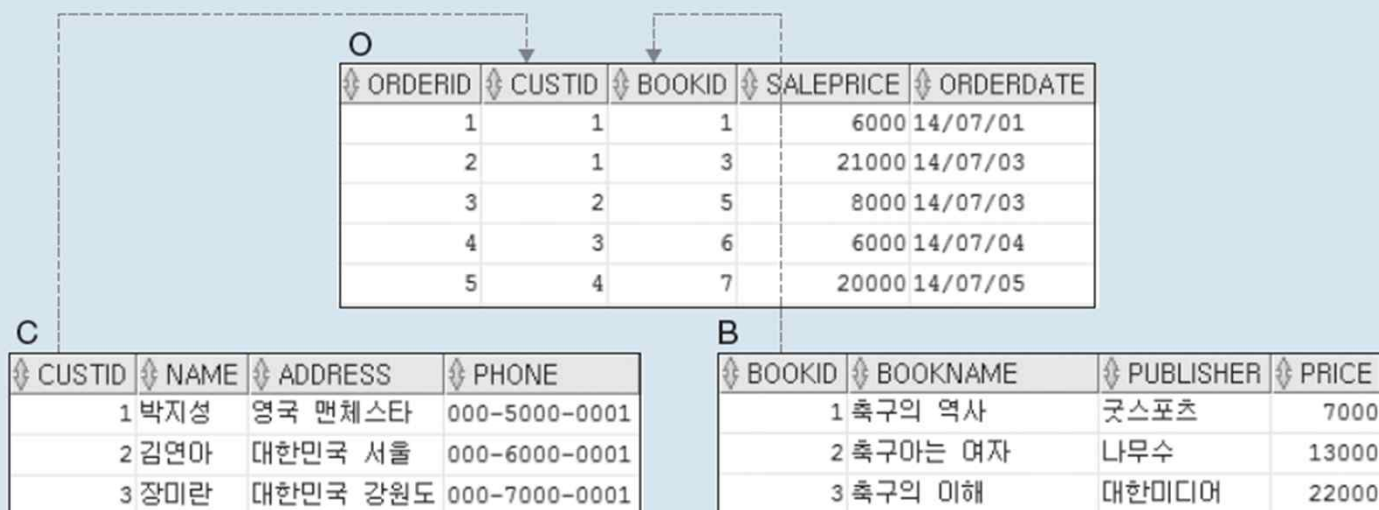 O
ORDERID CUSTID BOOKID SALEPRICE ORDERDATE
1 1 1 6000 14/07/01
2 1 3 21000 14/07/03
3 2 5 8000 14/07/03
4 3 6 6000 14/07/04
5 4 7 20000 14/07/05
C
CUSTID NAME ADDRESS PHONE
1 박지성 영국 맨체스타 000-5000-0001
2 김연아 대한민국 서울 000-6000-0001
3 장미란 대한민국 강원도 000-7000-0001
B
BOOKID BOOKNAME PUBLISHER PRICE
1 축구의 역사 굿스포츠 7000
2 축구아는 여자 나무수 13000
3 축구의 이해 대한미디어 22000